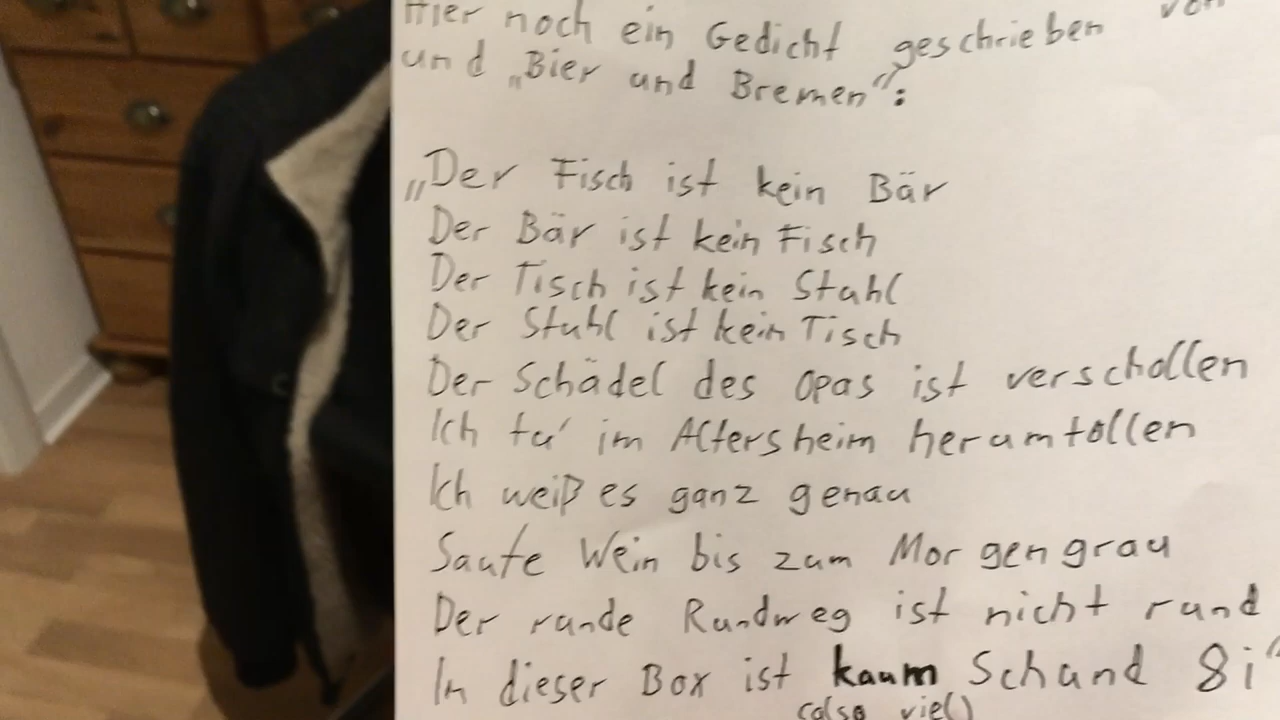 Hier noch ein Gedicht geschrieben von
und „Bier und Bremen“:
„Der Fisch ist kein Bär
Der Bär ist kein Fisch
Der Tisch ist kein Stuhl
Der Stuhl ist kein Tisch
Der Schädel des Opas ist verschollen
Ich tu' im Altersheim herumtollen
Ich weiß es ganz genau
Saufe Wein bis zum Morgengrau
Der runde Rundweg ist nicht rund
In dieser Box ist kaum Schund 8i“
(also viel)